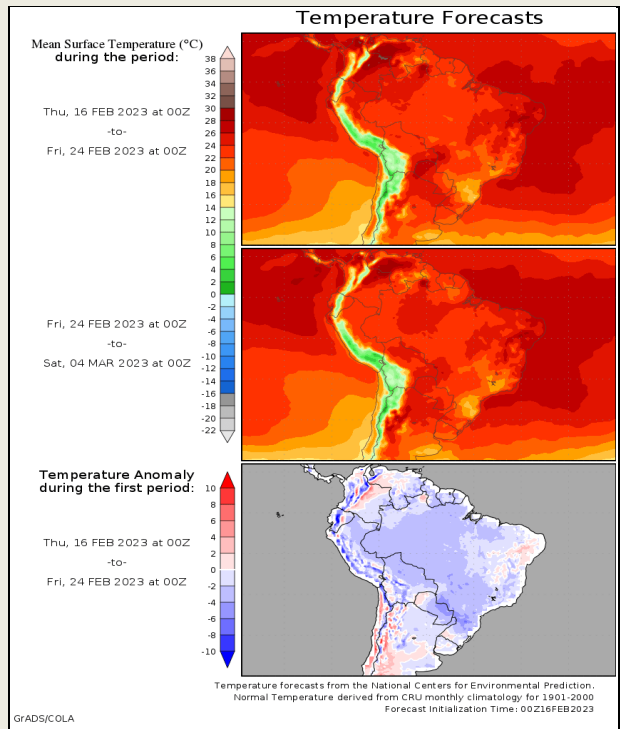 Temperature Forecasts
Mean Surface Temperature (°C)
during the period:
Thu, 16 FEB 2023 at 00Z
-to-
Fri, 24 FEB 2023 at 00Z
38
36
34
32
30
28
26
24
22
20
18
16
14
12
10
8
6
4
2
0
-2
-4
-6
-8
-10
-12
-14
-16
-18
-20
-22
Fri, 24 FEB 2023 at 00Z
-to-
Sat, 04 MAR 2023 at 00Z
Temperature Anomaly
during the first period:
Thu, 16 FEB 2023 at 00Z
-to-
Fri, 24 FEB 2023 at 00Z
10
8
6
4
2
0
-2
-4
-6
-8
-10
Temperature forecasts from the National Centers for Environmental Prediction.
Normal Temperature derived from CRU monthly climatology for 1901-2000
Forecast Initialization Time: 00Z16FEB2023
GrADS/COLA